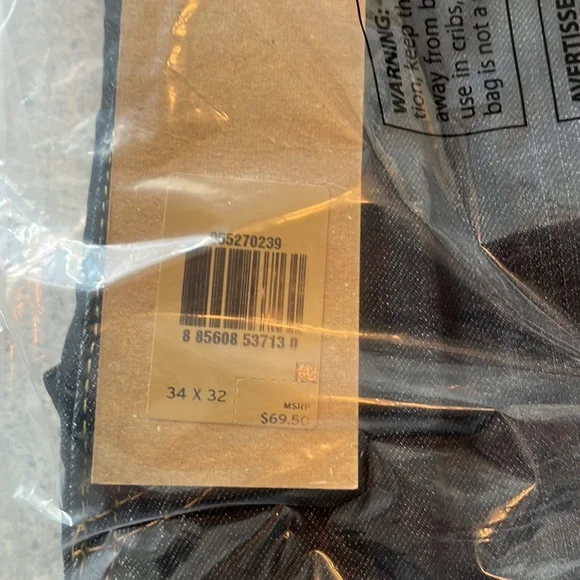 WARNING:
tion, keep th
away from b
use in cribs,
bag is not a
AVERTISSE
055270239
8 85608 53713 0
34 X 32
MSRP
$69.50